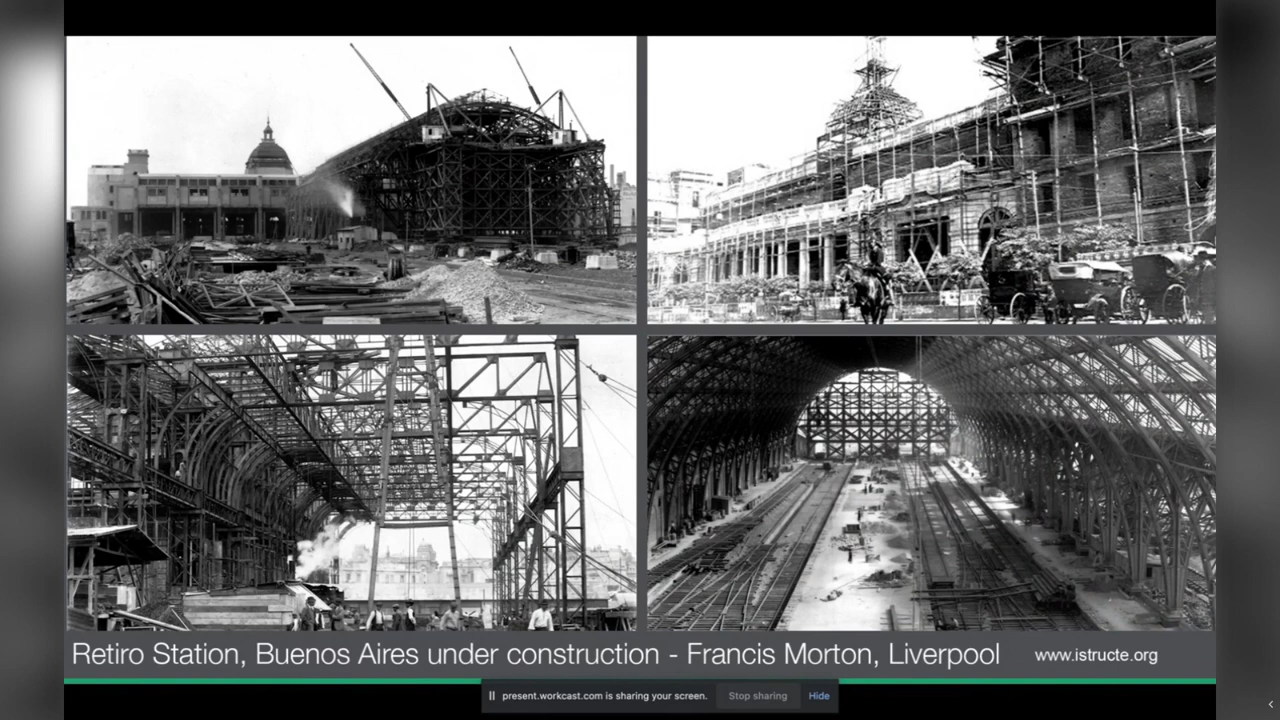 Retiro Station, Buenos Aires under construction - Francis Morton, Liverpool
www.istructe.org
present.workcast.com is sharing your screen.
Stop sharing
Hide